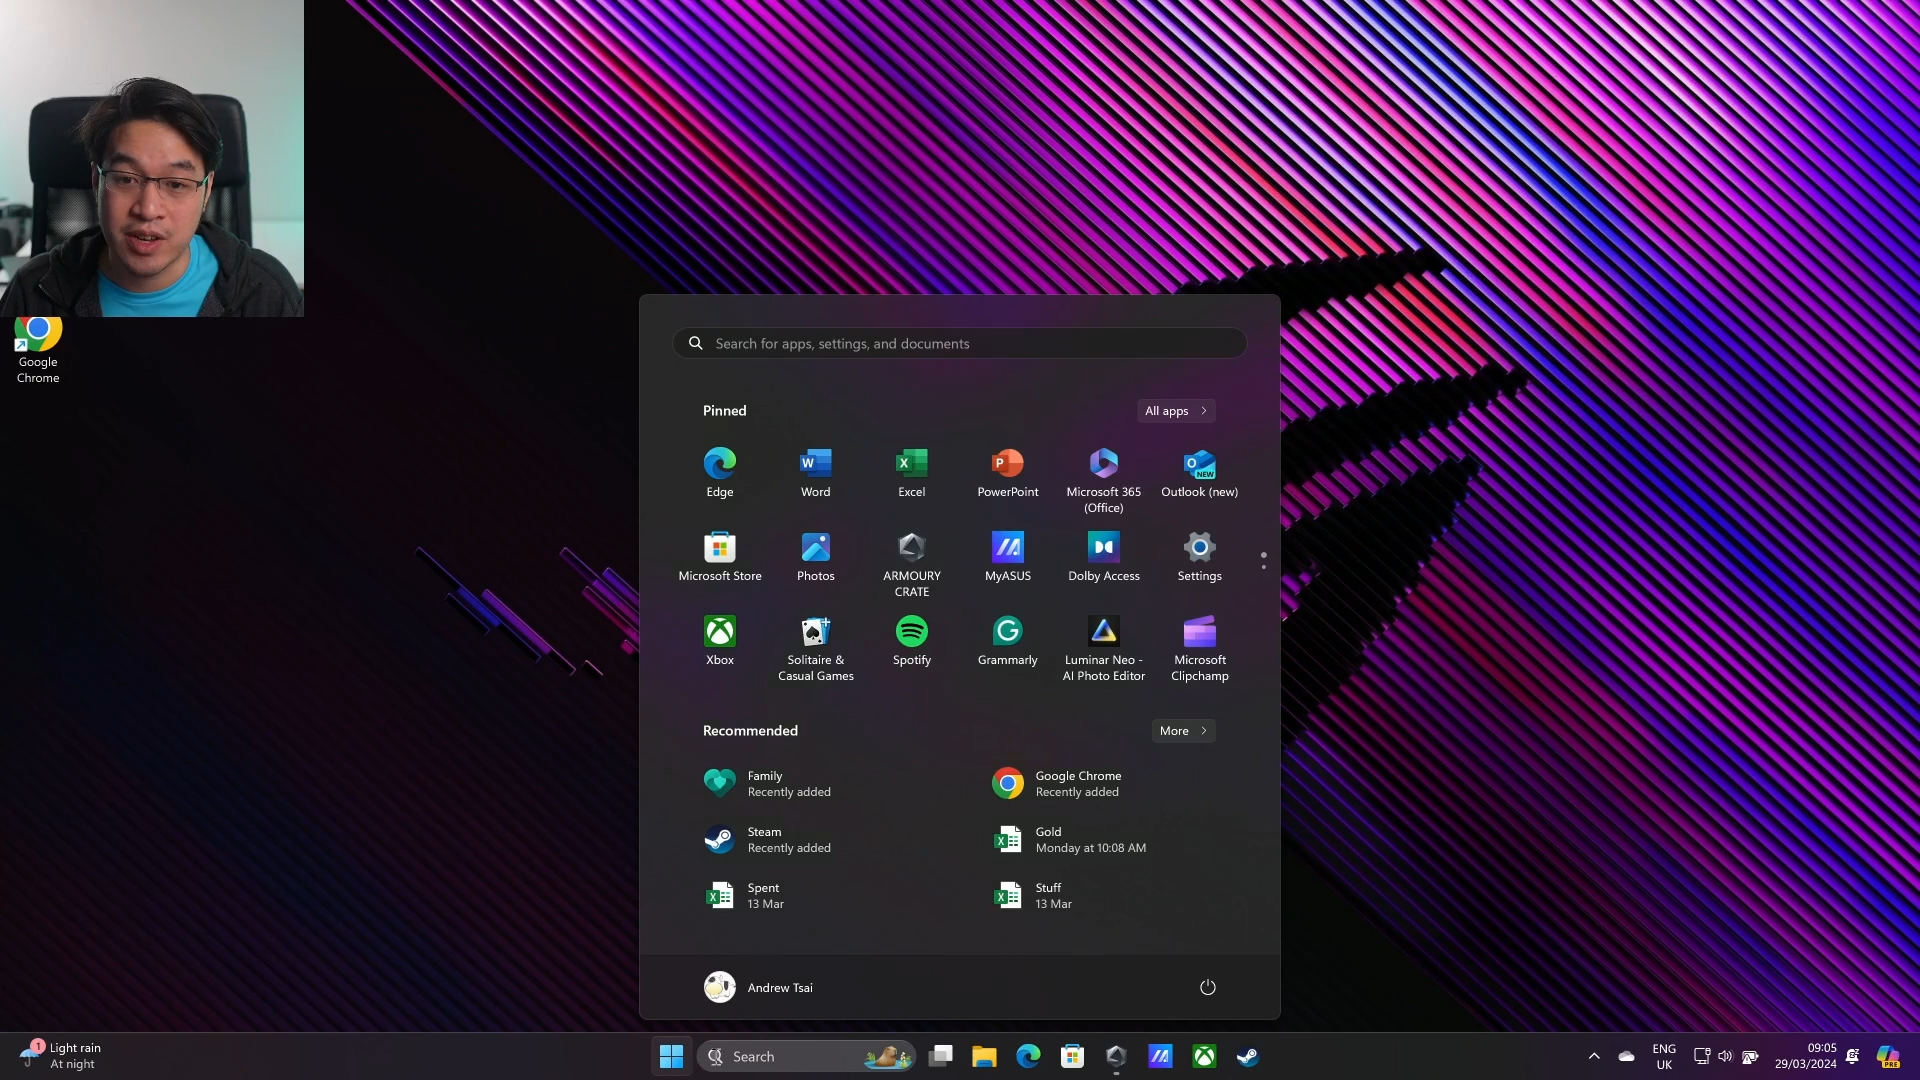 Google
Chrome
Search for apps, settings, and documents
Pinned
All apps
Edge
Word
Excel
PowerPoint
Microsoft 365
(Office)
Outlook (new)
Microsoft Store
Photos
ARMOURY
CRATE
MyASUS
Dolby Access
Settings
Xbox
Solitaire &
Casual Games
Spotify
Grammarly
Luminar Neo -
AI Photo Editor
Microsoft
Clipchamp
Recommended
More
Family
Recently added
Google Chrome
Recently added
Steam
Recently added
Gold
Monday at 10:08 AM
Spent
13 Mar
Stuff
13 Mar
Andrew Tsai
1
Light rain
At night
Search
ENG
UK
09:05
29/03/2024
PRE